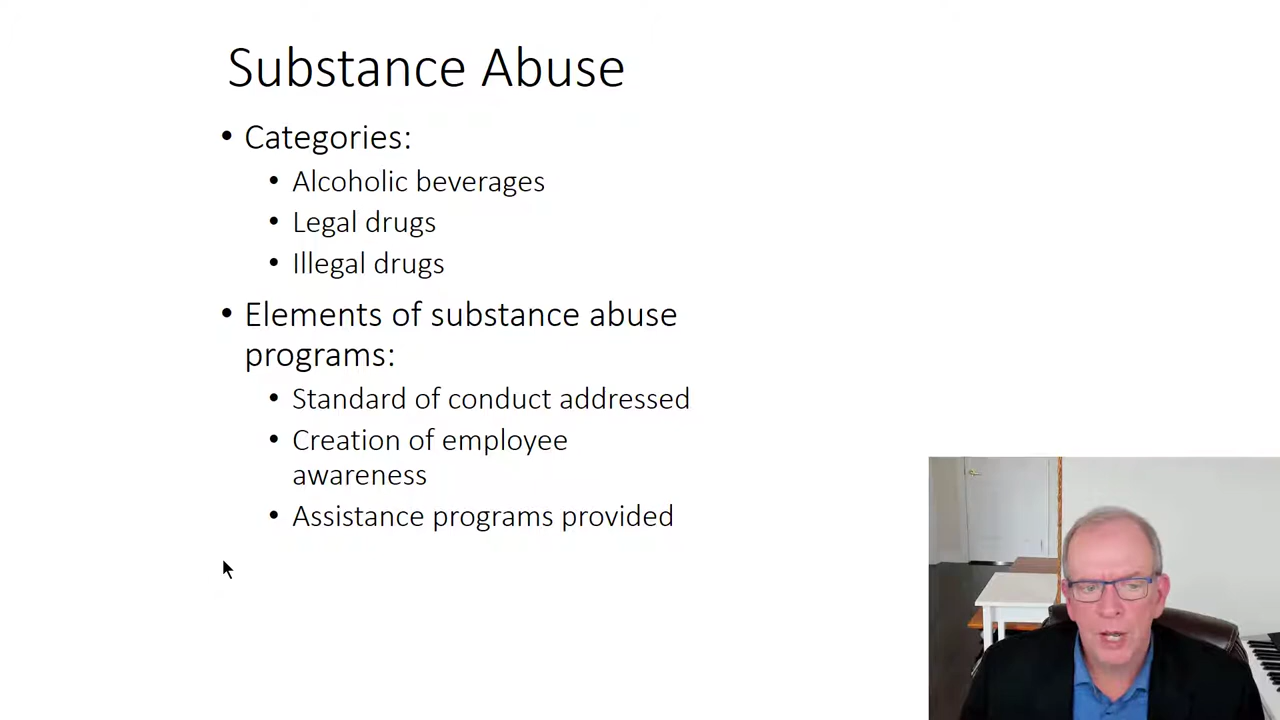 Substance Abuse
• Categories:
• Alcoholic beverages
• Legal drugs
• Illegal drugs
• Elements of substance abuse
programs:
• Standard of conduct addressed
• Creation of employee
awareness
• Assistance programs provided